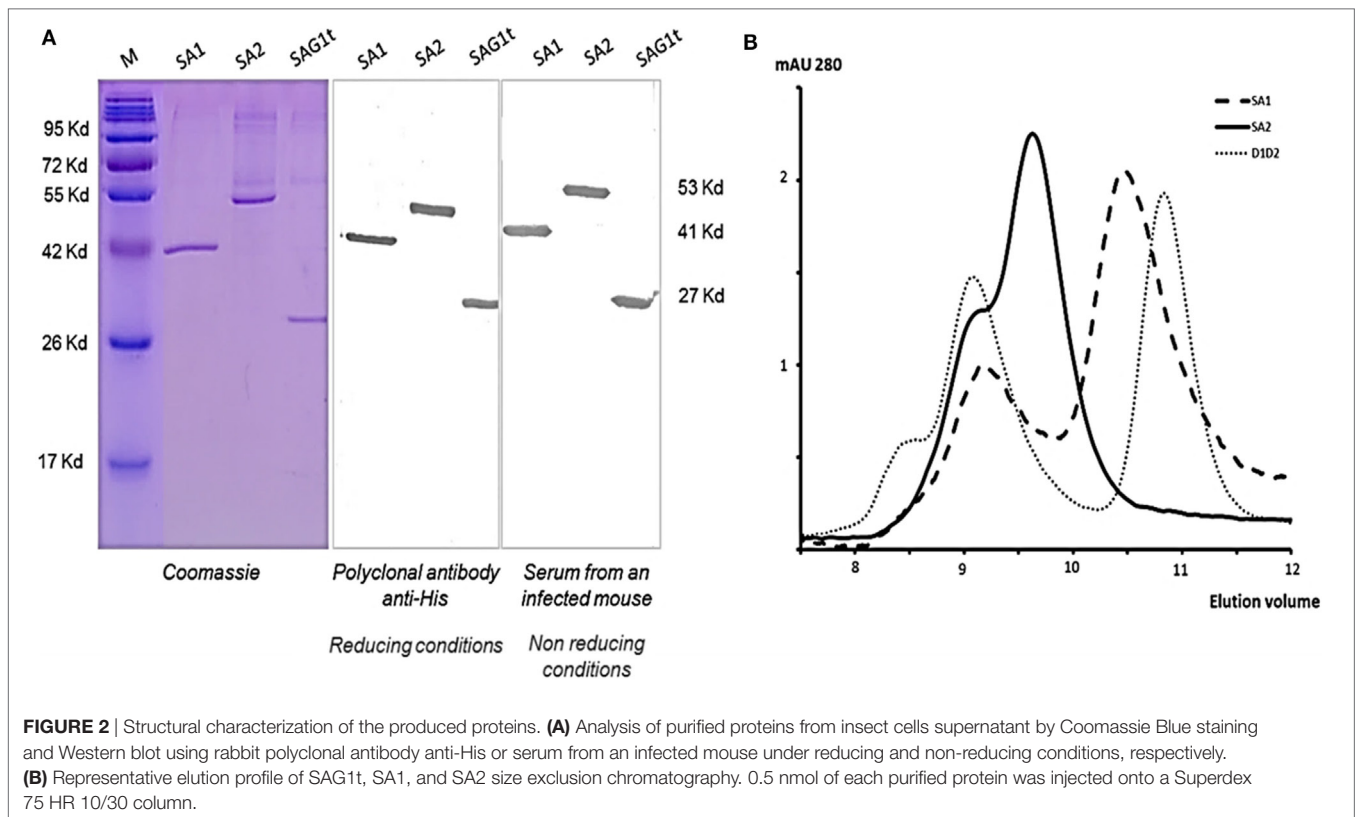 A
M SA1 SA2 SAG1t SA1 SA2 SAG1t SA1 SA2 SAG1t
95 Kd
72 Kd
55 Kd
42 Kd
26 Kd
17 Kd
53 Kd
41 Kd
27 Kd
Coomassie
Polyclonal antibody
anti-His
Reducing conditions
Serum from an
infected mouse
Non reducing
conditions
B
mAU 280
2
1
SA1
SA2
D1D2
8 9 10 11 12
Elution volume
FIGURE 2 | Structural characterization of the produced proteins. (A) Analysis of purified proteins from insect cells supernatant by Coomassie Blue staining
and Western blot using rabbit polyclonal antibody anti-His or serum from an infected mouse under reducing and non-reducing conditions, respectively.
(B) Representative elution profile of SAG1t, SA1, and SA2 size exclusion chromatography. 0.5 nmol of each purified protein was injected onto a Superdex
75 HR 10/30 column.